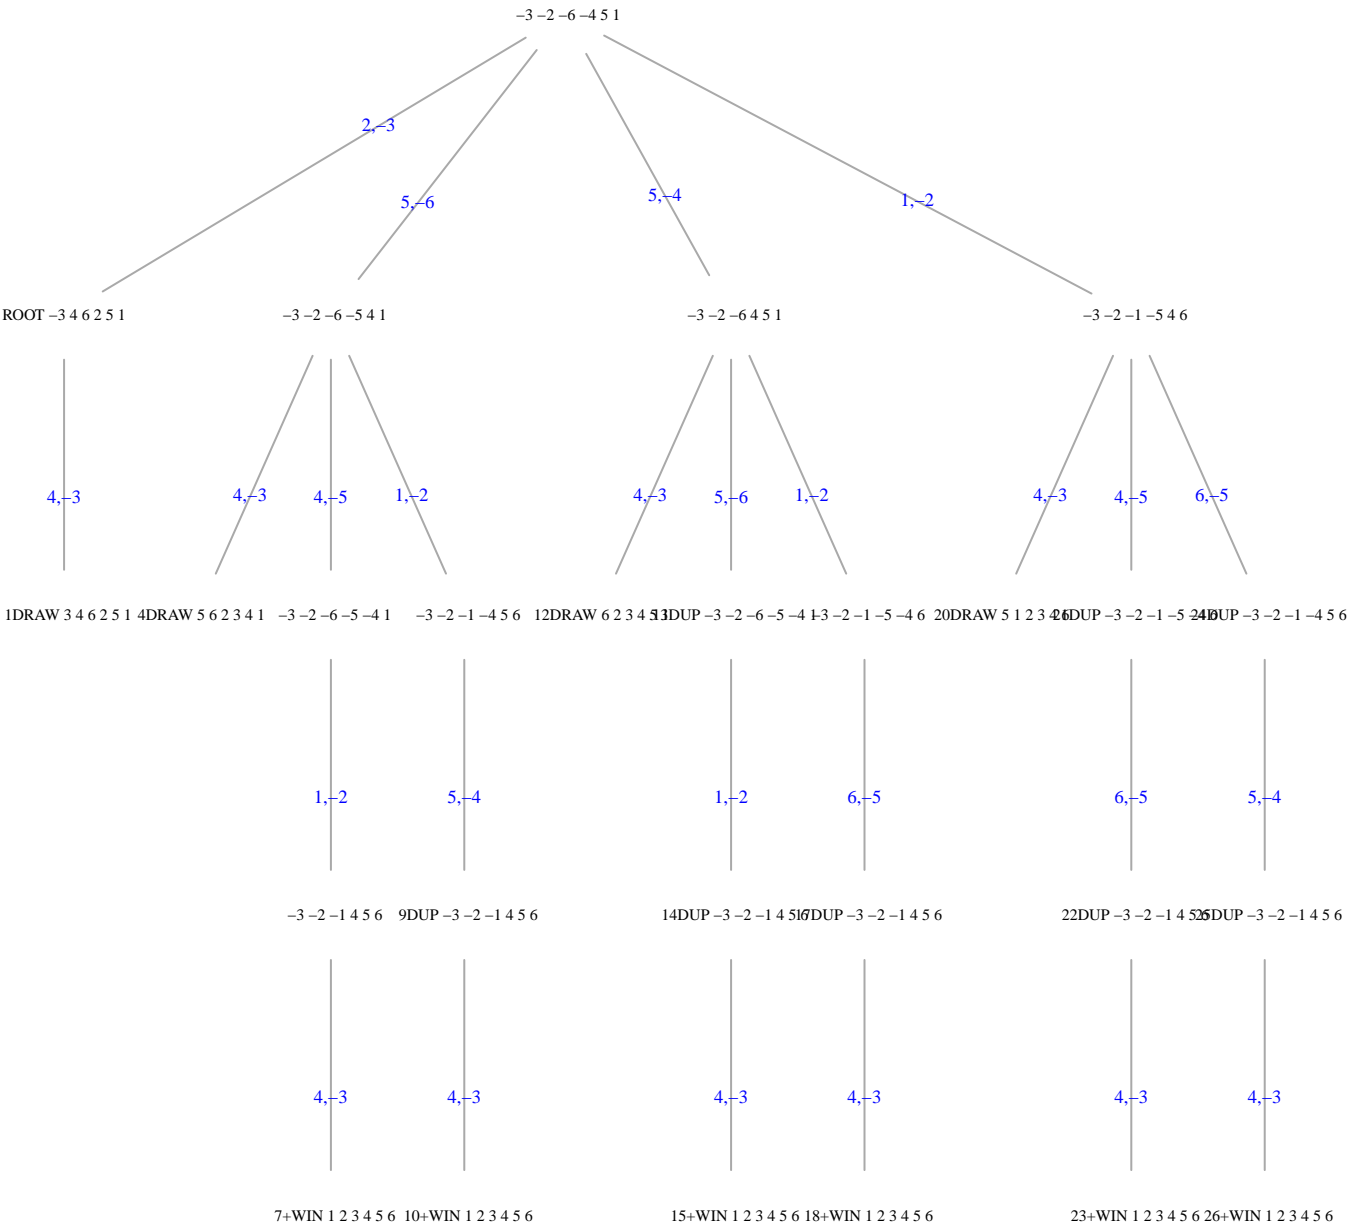 −3 −2 −6 −4 5 1
2,−3
5,−6
5,−4
1,−2
ROOT −3 4 6 2 5 1
−3 −2 −6 −5 4 1
−3 −2 −6 4 5 1
−3 −2 −1 −5 4 6
4,−3
4,−3
4,−5
1,−2
4,−3
5,−6
1,−2
4,−3
4,−5
6,−5
1DRAW 3 4 6 2 5 1
4DRAW 5 6 2 3 4 1
−3 −2 −6 −5 −4 1
−3 −2 −1 −4 5 6
12DRAW 6 2 3 4 5 1
13DUP −3 −2 −6 −5 −4 1
−3 −2 −1 −5 −4 6
20DRAW 5 1 2 3 4 6
21DUP −3 −2 −1 −5 −4 6
24DUP −3 −2 −1 −4 5 6
1,−2
5,−4
1,−2
6,−5
6,−5
5,−4
−3 −2 −1 4 5 6
9DUP −3 −2 −1 4 5 6
14DUP −3 −2 −1 4 5 6
17DUP −3 −2 −1 4 5 6
22DUP −3 −2 −1 4 5 6
25DUP −3 −2 −1 4 5 6
4,−3
4,−3
4,−3
4,−3
4,−3
4,−3
7+WIN 1 2 3 4 5 6
10+WIN 1 2 3 4 5 6
15+WIN 1 2 3 4 5 6
18+WIN 1 2 3 4 5 6
23+WIN 1 2 3 4 5 6
26+WIN 1 2 3 4 5 6